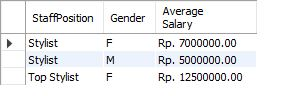 StaffPosition Gender Average Salary
Stylist F Rp. 7000000.00
Stylist M Rp. 5000000.00
Top Stylist F Rp. 12500000.00